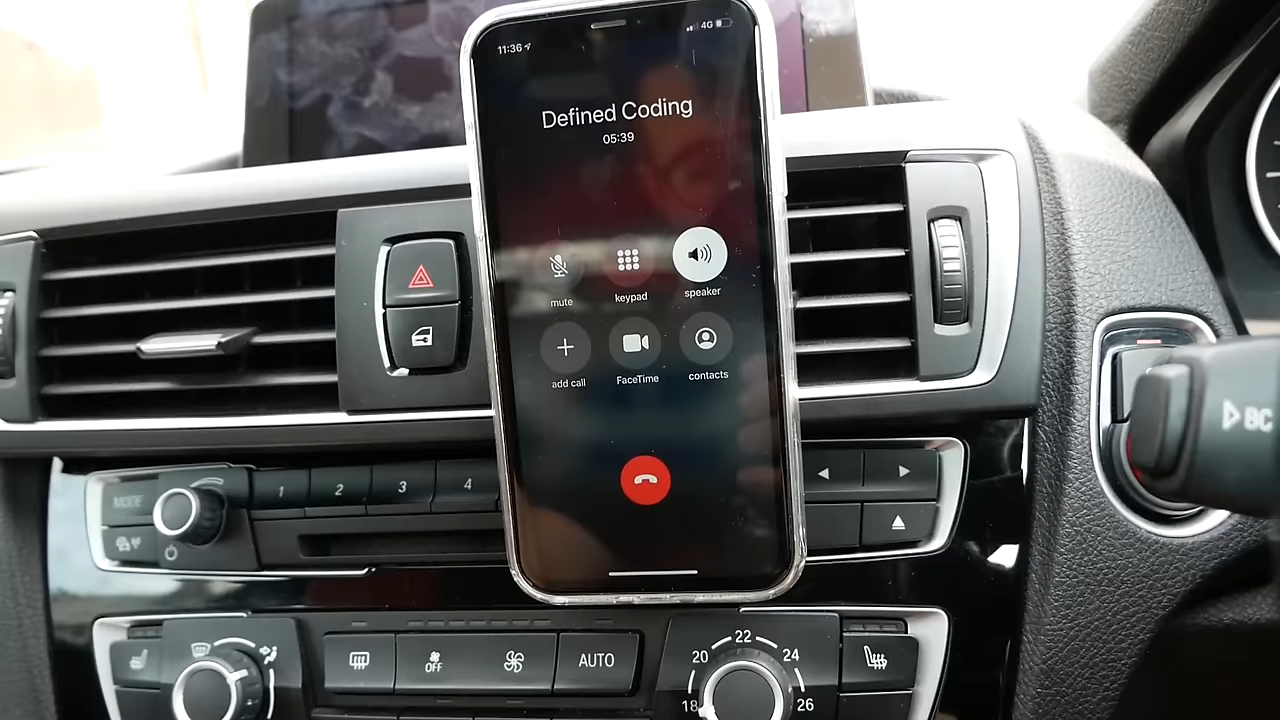 11:36
4G
Defined Coding
05:39
mute
keypad
speaker
add call
FaceTime
contacts
MODE
1
2
3
4
BC
OFF
AUTO
18
20
22
24
26